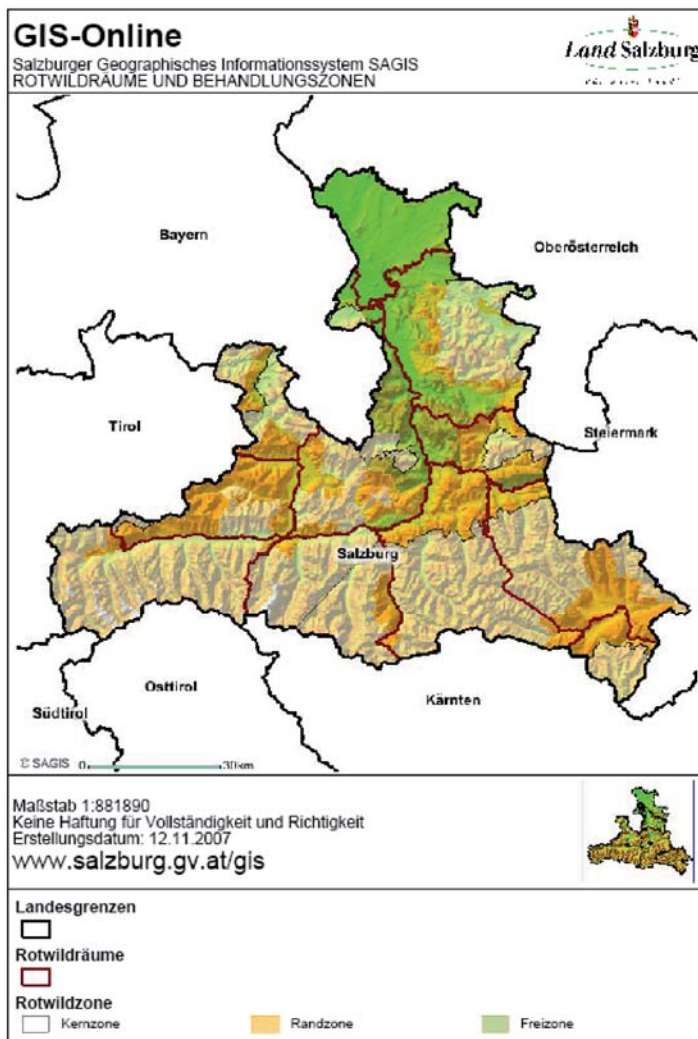 GIS-Online
Salzburger Geographisches Informationssystem SAGIS
ROTWILDRÄUME UND BEHANDLUNGSZONEN
Land Salzburg
Bayern
Oberösterreich
Tirol
Steiermark
Salzburg
Osttirol
Südtirol
Kärnten
© SAGIS 0 30km
Maßstab 1:881890
Keine Haftung für Vollständigkeit und Richtigkeit
Erstellungsdatum: 12.11.2007
www.salzburg.gv.at/gis
Landesgrenzen
Rotwildräume
Rotwildzone
Kernzone Randzone Freizone